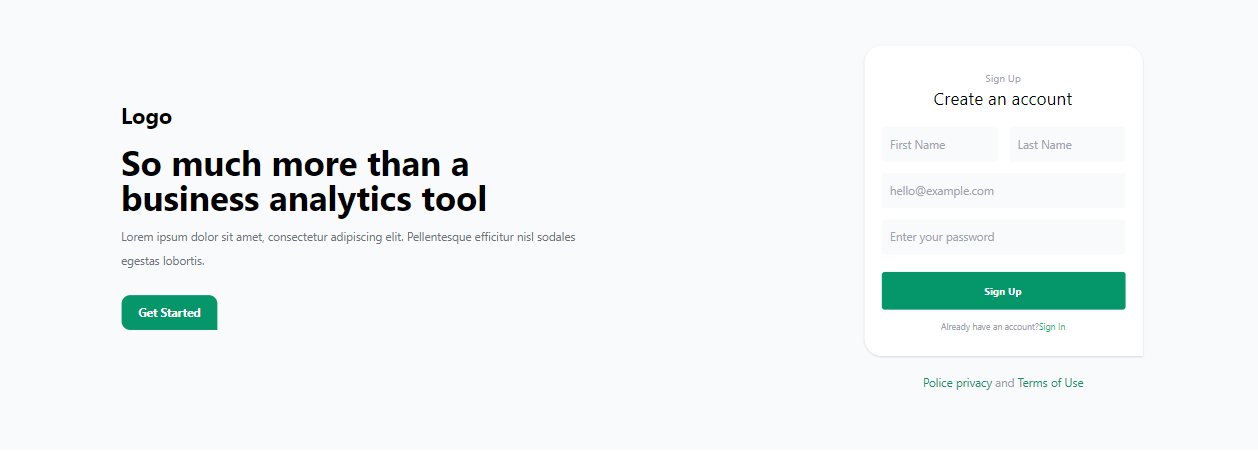 Logo
So much more than a
business analytics tool
Lorem ipsum dolor sit amet, consectetur adipiscing elit. Pellentesque efficitur nisl sodales
egestas lobortis.
Get Started
Sign Up
Create an account
First Name Last Name
hello@example.com
Enter your password
Sign Up
Already have an account?Sign In
Police privacy and Terms of Use